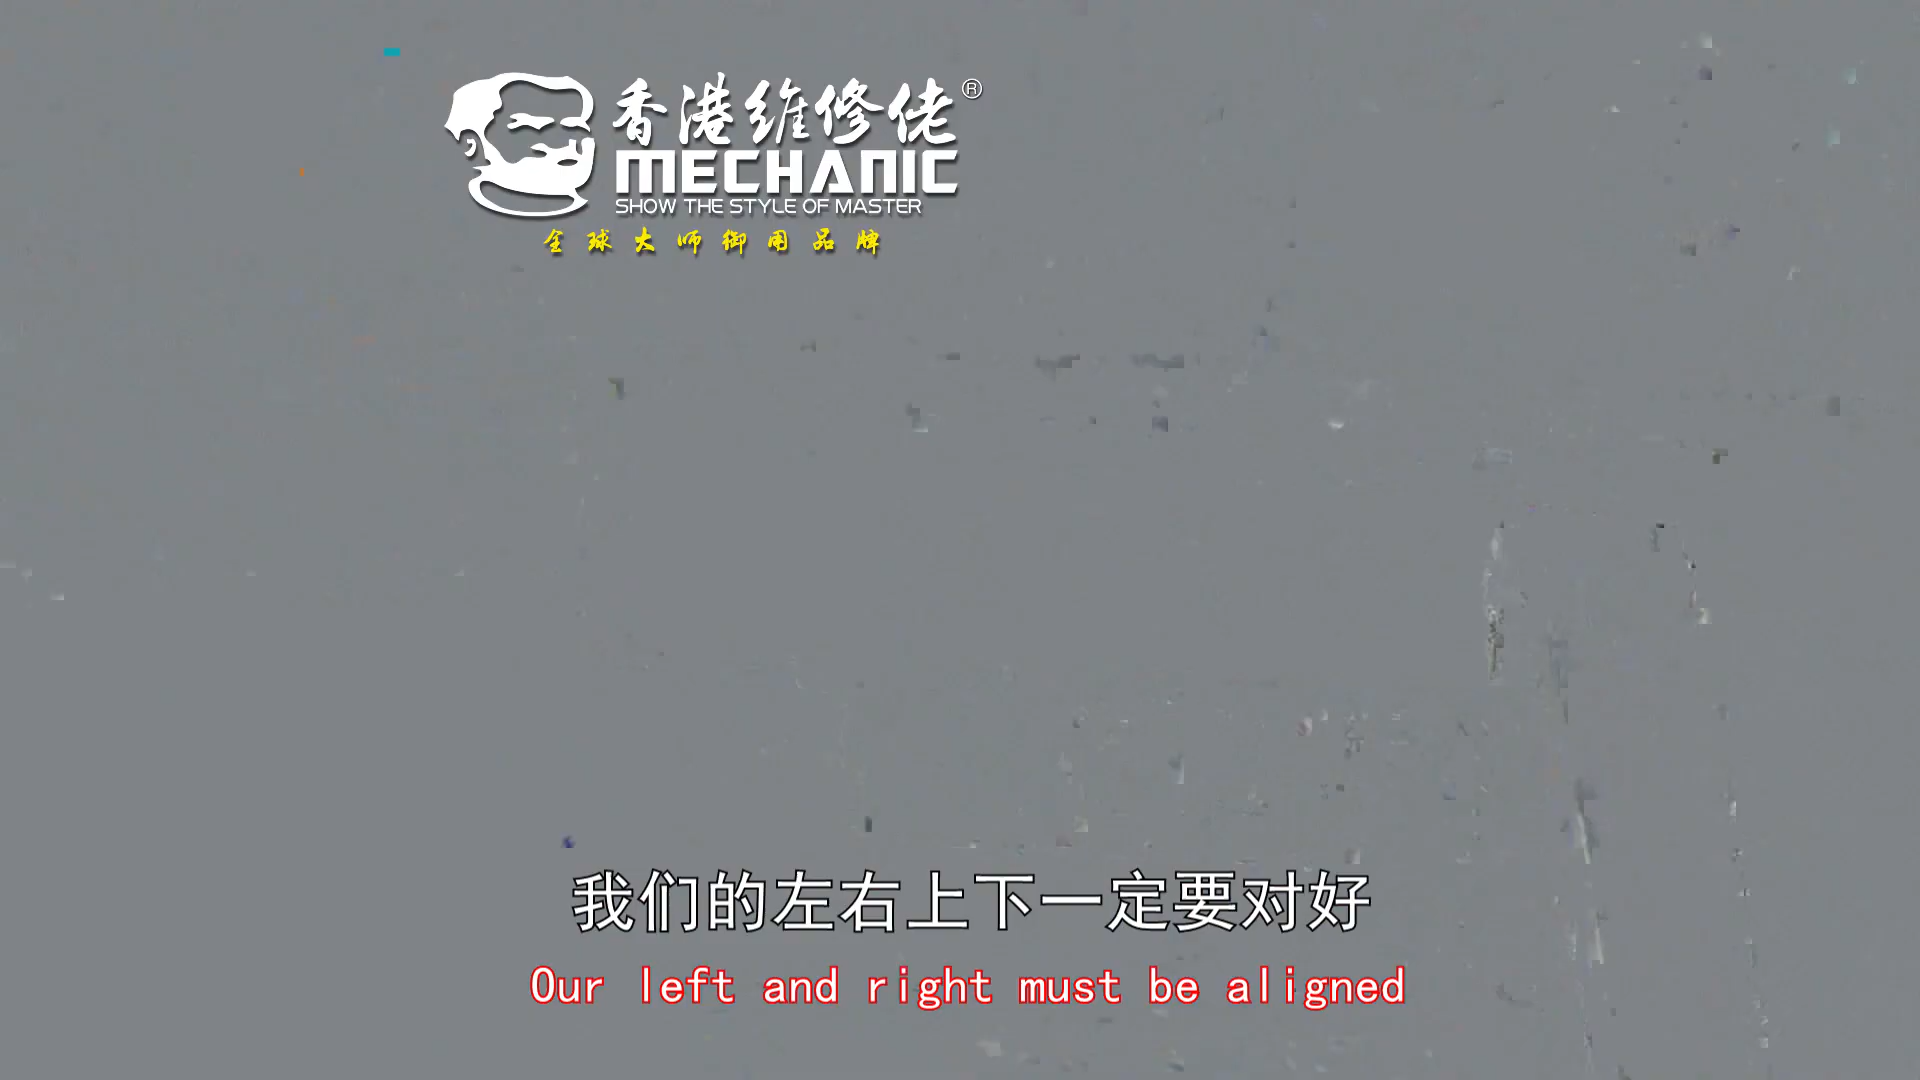 香港维修佬®
MECHANIC
SHOW THE STYLE OF MASTER
全球大师御用品牌
我们的左右上下一定要对好
Our left and right must be aligned